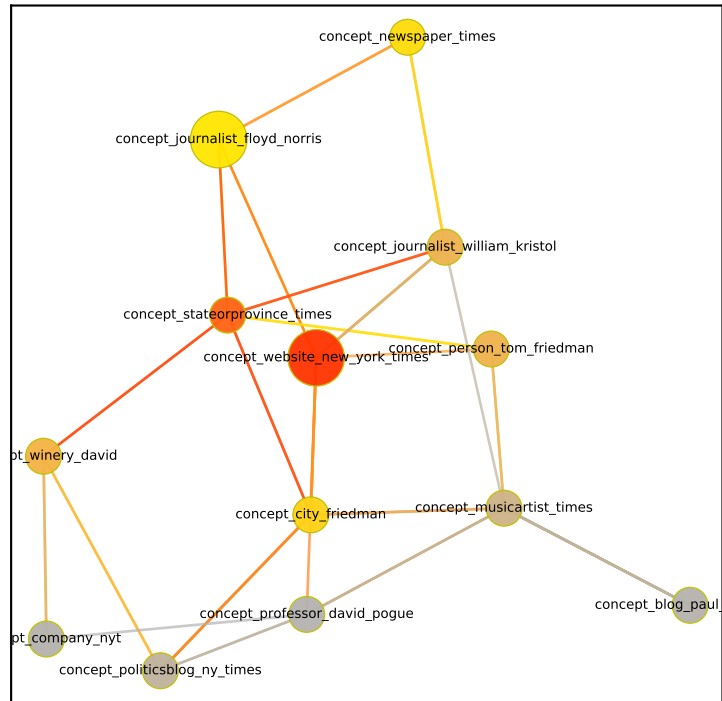 concept_newspaper_times
concept_journalist_floyd_norris
concept_journalist_william_kristol
concept_stateorprovince_times
concept_person_tom_friedman
concept_website_new_york_times
pt_winery_david
concept_musicartist_times
concept_city_friedman
concept_blog_paul_
concept_professor_david_pogue
pt_company_nyt
concept_politicsblog_ny_times